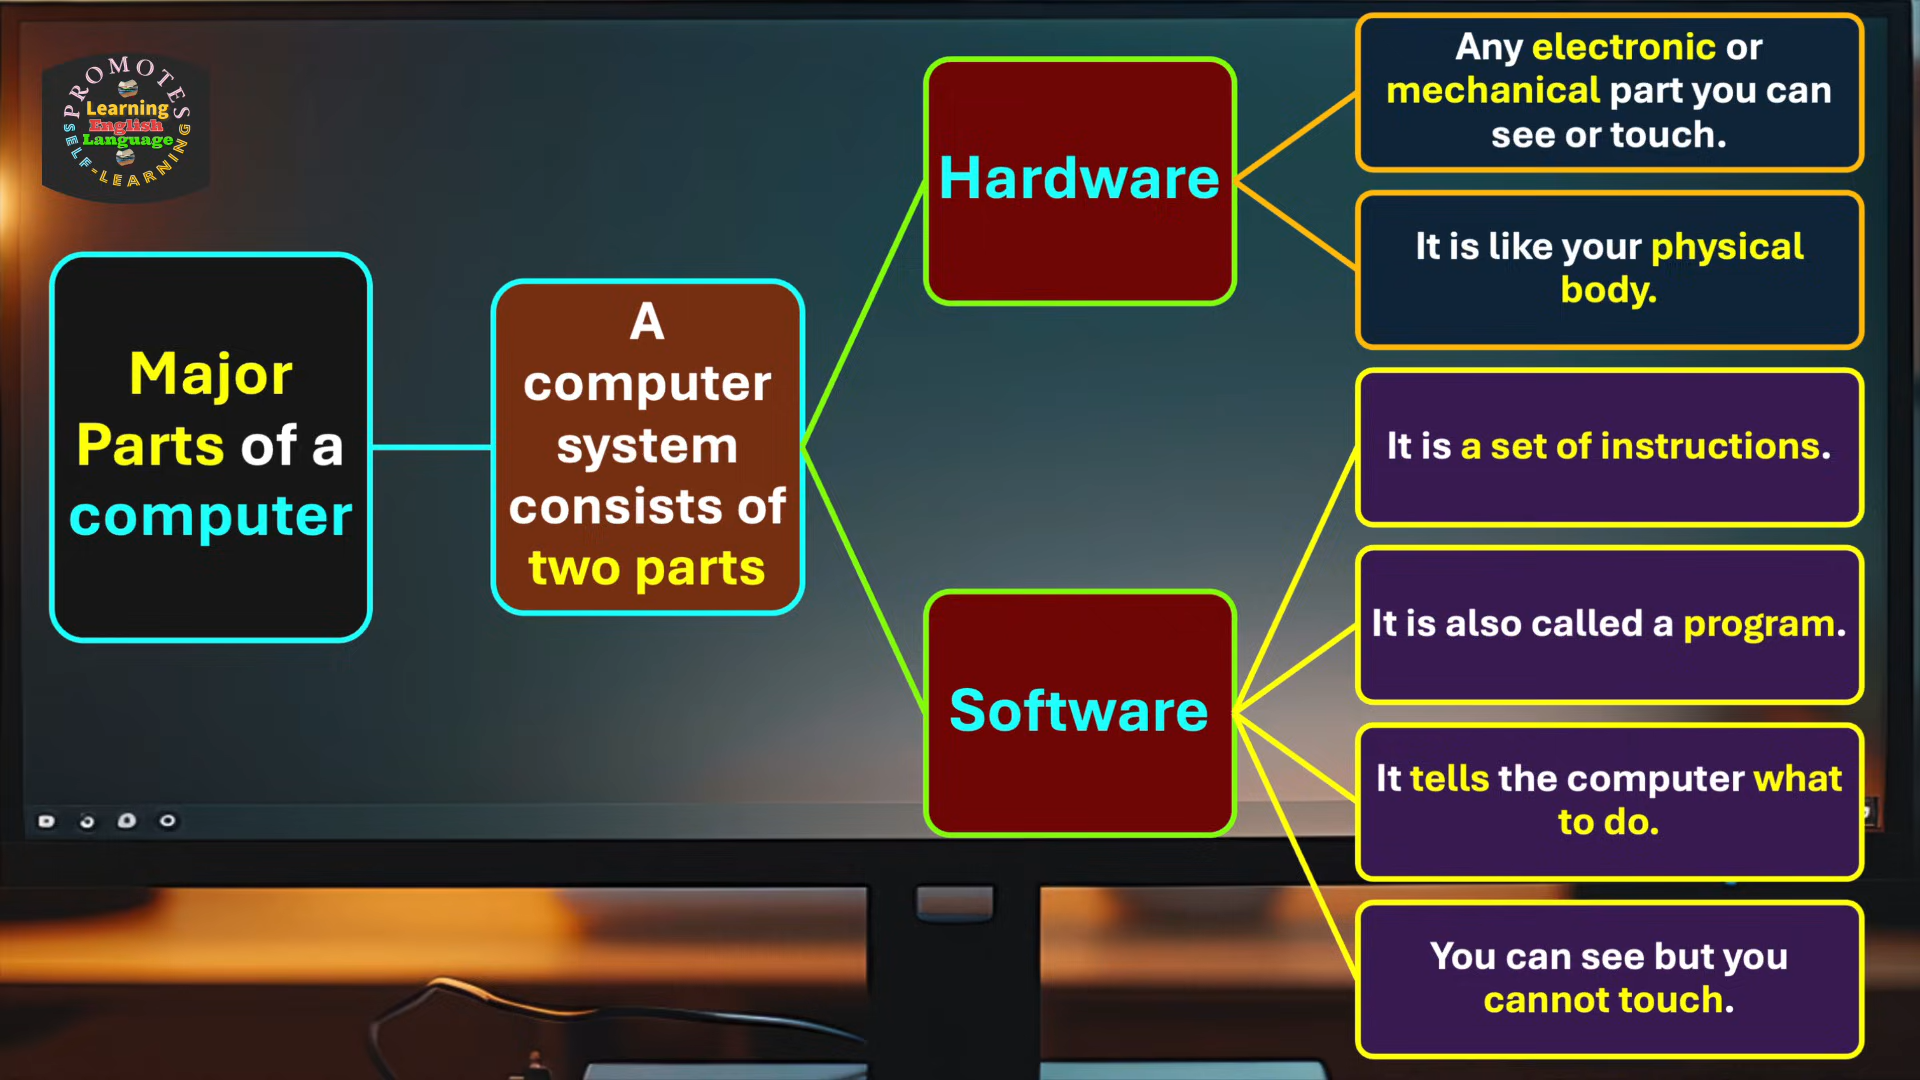 PROMOTES
Learning
English
Language
SELF-LEARNING
Major
Parts of a
computer
A
computer
system
consists of
two parts
Hardware
Any electronic or
mechanical part you can
see or touch.
It is like your physical
body.
Software
It is a set of instructions.
It is also called a program.
It tells the computer what
to do.
You can see but you
cannot touch.